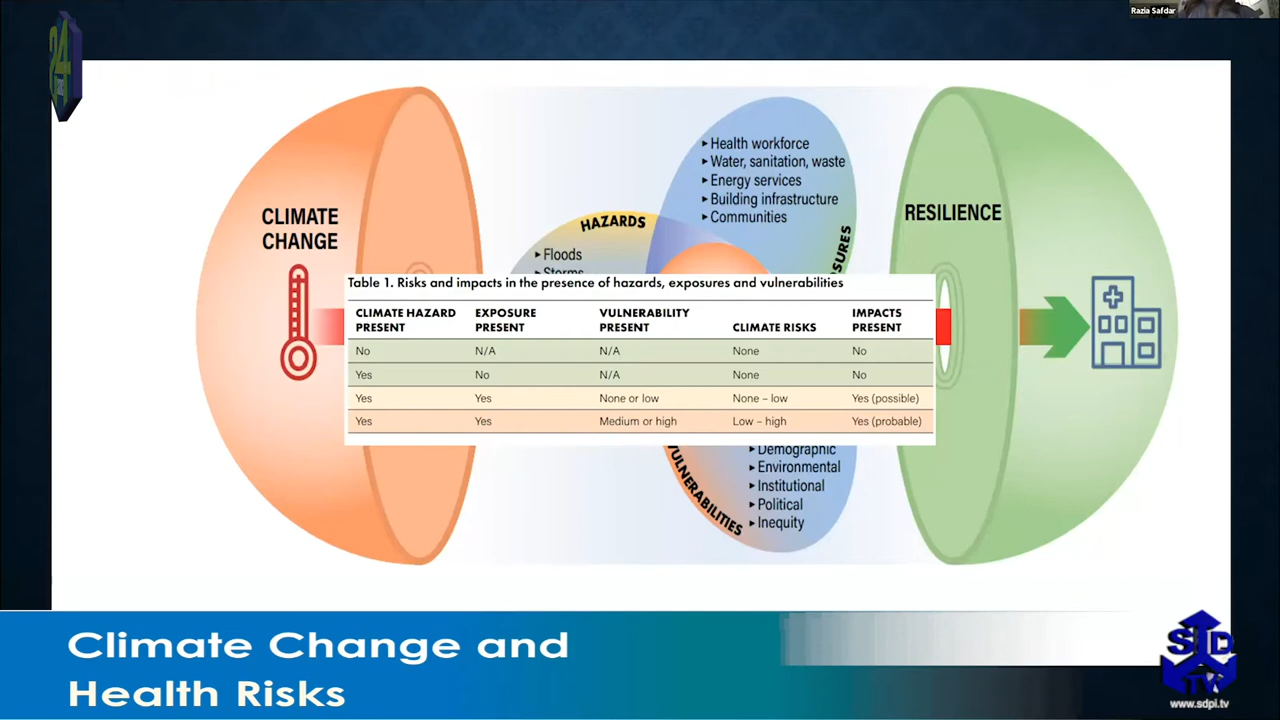 Razia Safdar
24
CLIMATE
CHANGE
HAZARDS
▸ Floods
▸ Storms
▸ Health workforce
▸ Water, sanitation, waste
▸ Energy services
▸ Building infrastructure
▸ Communities
SURES
RESILIENCE
Table 1. Risks and impacts in the presence of hazards, exposures and vulnerabilities
CLIMATE HAZARD PRESENT EXPOSURE PRESENT VULNERABILITY PRESENT CLIMATE RISKS IMPACTS PRESENT
No N/A N/A None No
Yes No N/A None No
Yes Yes None or low None – low Yes (possible)
Yes Yes Medium or high Low – high Yes (probable)
VULNERABILITIES
▸ Demographic
▸ Environmental
▸ Institutional
▸ Political
▸ Inequity
Climate Change and
Health Risks
SD
TV
www.sdpi.tv